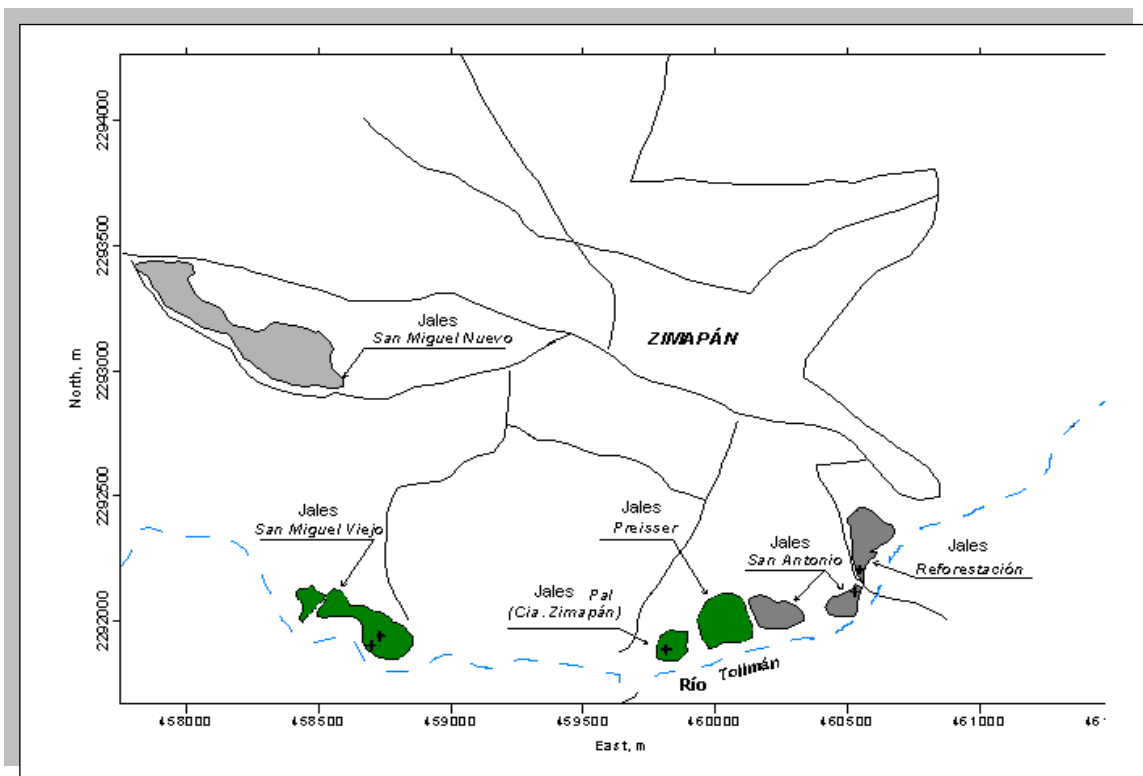 2294000
2293500
2293000
2292500
2292000
North, m
Jales
San Miguel Nuevo
ZIMAPÁN
Jales
San Miguel Viejo
Jales
Preisser
Jales
San Antonio
Jales
Reforestación
Jales Pal
(Cia. Zimapán)
Río Tolimán
458000 458500 459000 459500 460000 460500 461000 461
East, m